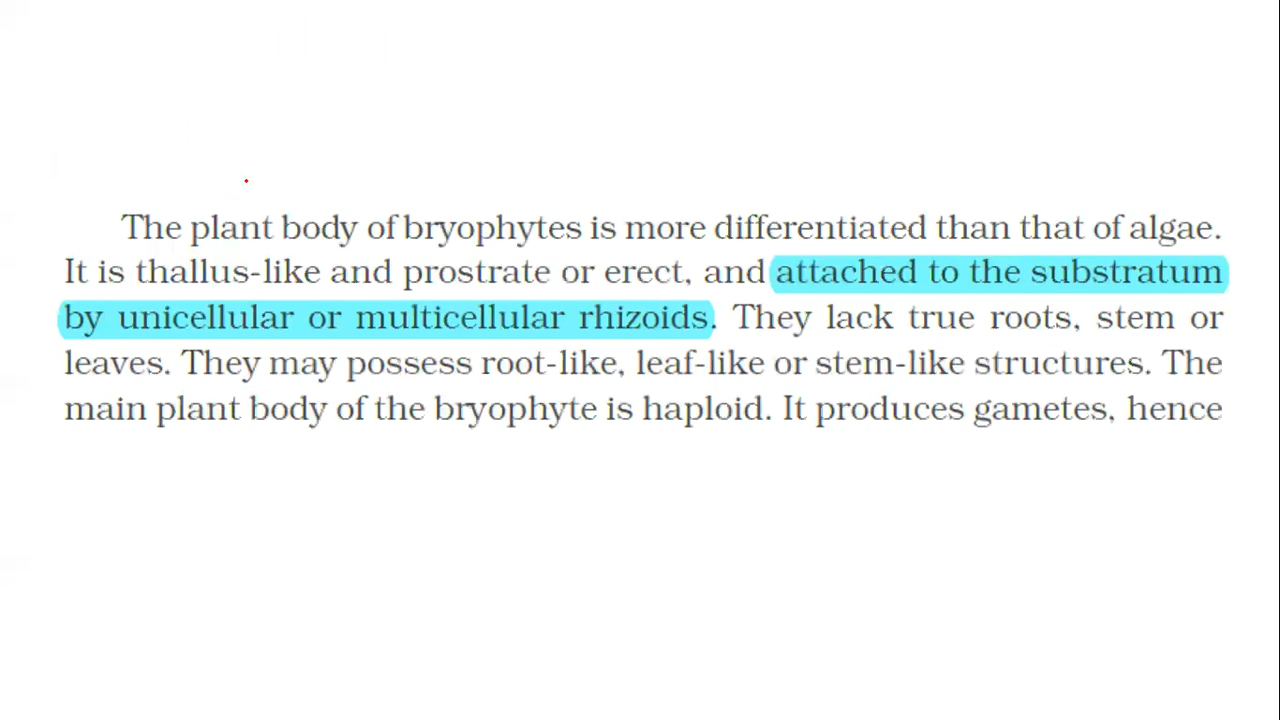 The plant body of bryophytes is more differentiated than that of algae.
It is thallus-like and prostrate or erect, and attached to the substratum
by unicellular or multicellular rhizoids. They lack true roots, stem or
leaves. They may possess root-like, leaf-like or stem-like structures. The
main plant body of the bryophyte is haploid. It produces gametes, hence